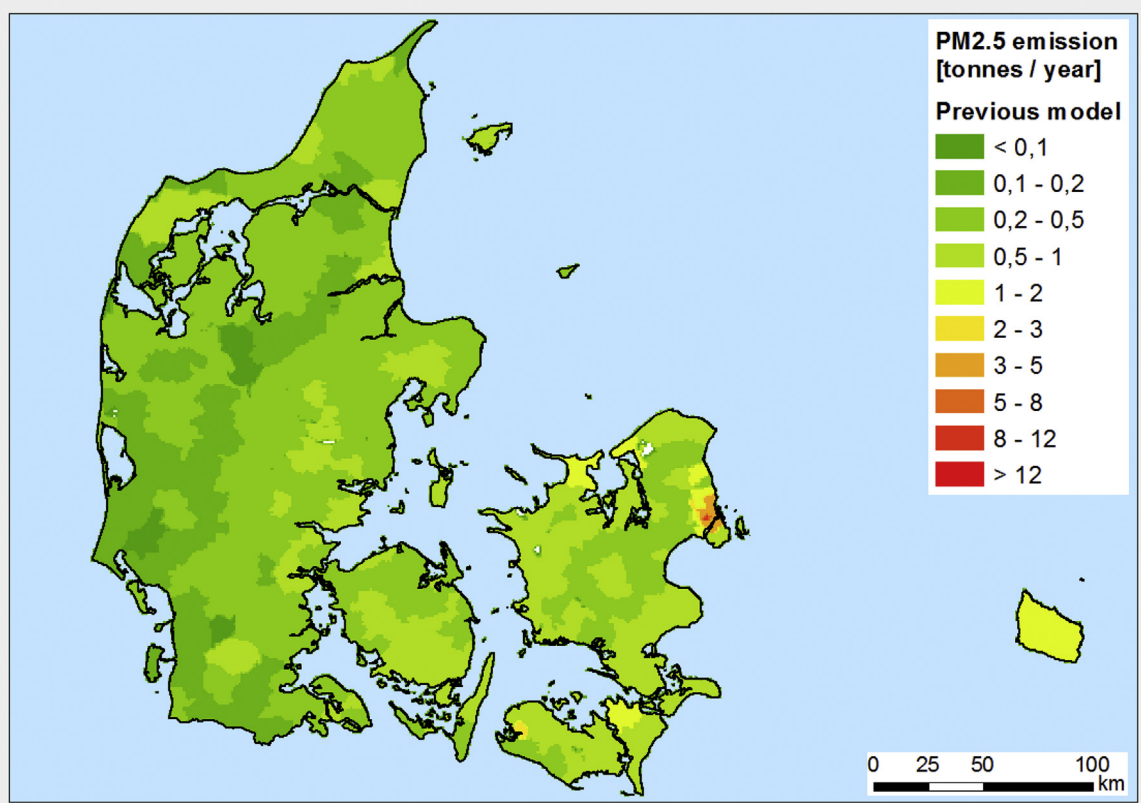 PM2.5 emission
[tonnes / year]
Previous model
< 0,1
0,1 - 0,2
0,2 - 0,5
0,5 - 1
1 - 2
2 - 3
3 - 5
5 - 8
8 - 12
> 12
0 25 50 100
km